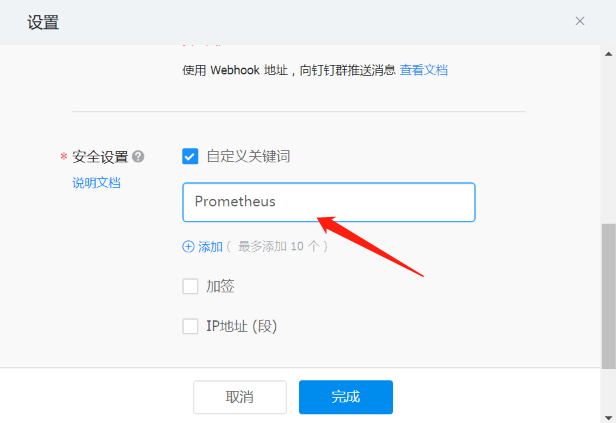 设置
使用 Webhook 地址，向钉钉群推送消息 查看文档
* 安全设置 ?
自定义关键词
说明文档
Prometheus
添加（ 最多添加 10 个 ）
加签
IP地址 (段)
取消
完成